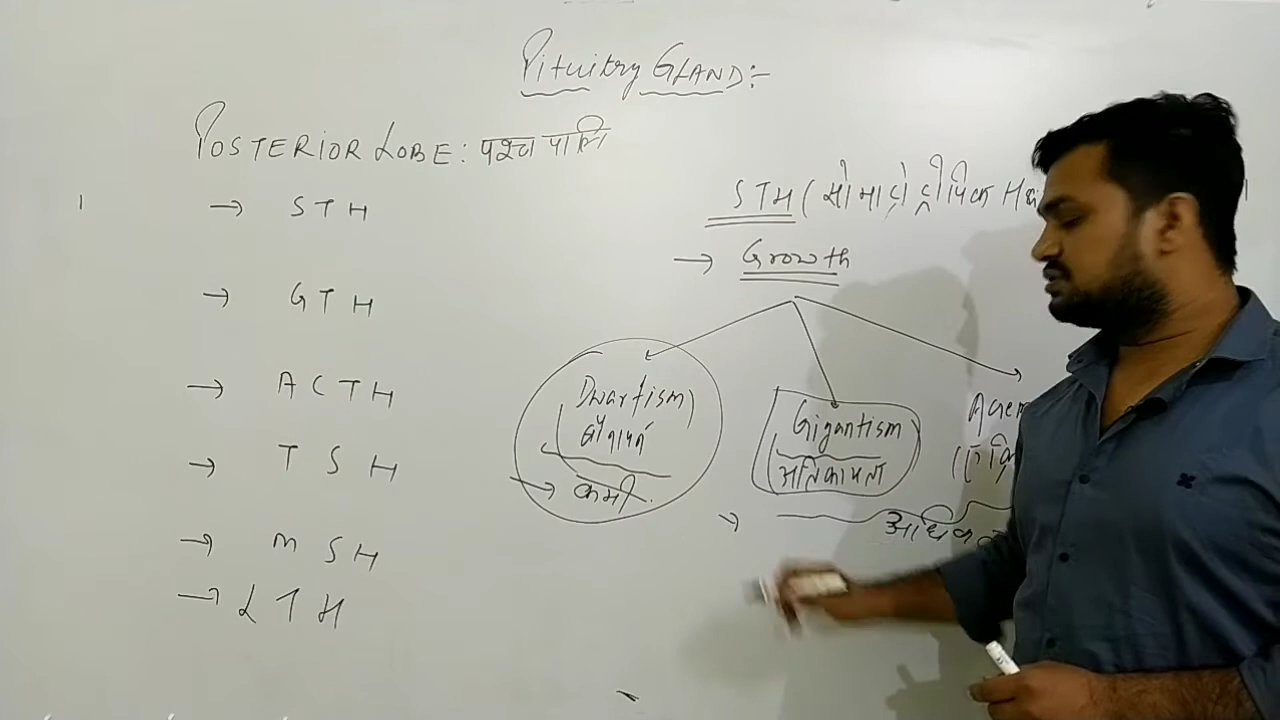 Pituitry GLAND:-
POSTERIOR LOBE: पश्च पालि
→ STH
→ GTH
→ ACTH
→ TSH
→ MSH
→ LTH
STH (सोमाटो ट्रॉपिक H
→ Growth
Dwarfism
बौनापन
→ कमी.
Gigantism
अतिकायता
Acrem
→